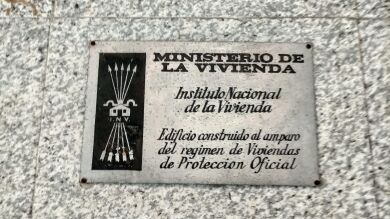 MINISTERIO DE
LA VIVIENDA
Instituto Nacional
de la Vivienda
I.N.V.
Edificio construido al amparo
del regimen de Viviendas
de Proteccion Oficial